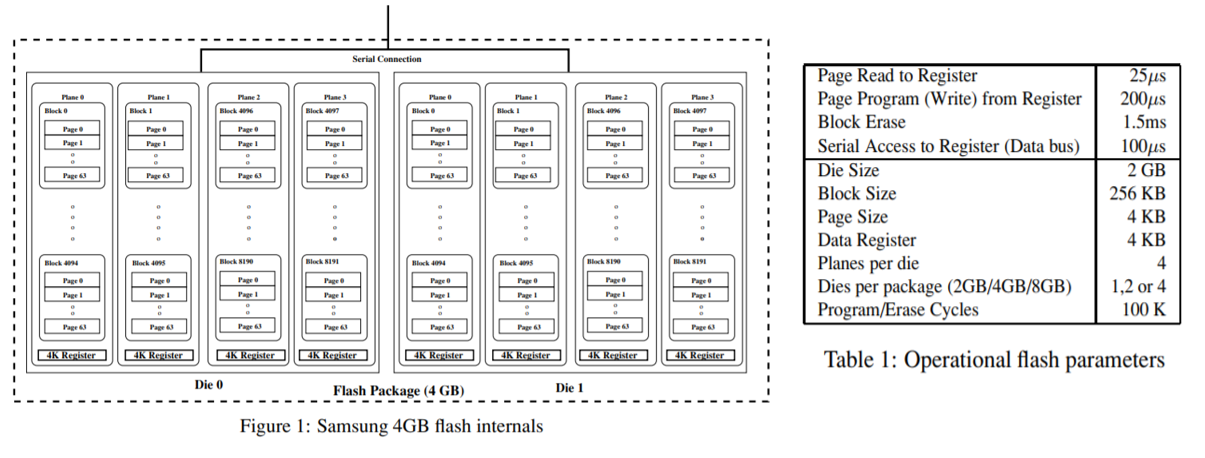 Serial Connection
Plane 0 Plane 1 Plane 2 Plane 3 Plane 0 Plane 1 Plane 2 Plane 3
Block 0 Block 1 Block 4096 Block 4097 Block 0 Block 1 Block 4096 Block 4097
Page 0 Page 0 Page 0 Page 0 Page 0 Page 0 Page 0 Page 0
Page 1 Page 1 Page 1 Page 1 Page 1 Page 1 Page 1 Page 1
Page 63 Page 63 Page 63 Page 63 Page 63 Page 63 Page 63 Page 63
Block 4094 Block 4095 Block 8190 Block 8191 Block 4094 Block 4095 Block 8190 Block 8191
Page 0 Page 0 Page 0 Page 0 Page 0 Page 0 Page 0 Page 0
Page 1 Page 1 Page 1 Page 1 Page 1 Page 1 Page 1 Page 1
Page 63 Page 63 Page 63 Page 63 Page 63 Page 63 Page 63 Page 63
4K Register 4K Register 4K Register 4K Register 4K Register 4K Register 4K Register 4K Register
Die 0 Flash Package (4 GB) Die 1
Figure 1: Samsung 4GB flash internals
Page Read to Register 25μs
Page Program (Write) from Register 200μs
Block Erase 1.5ms
Serial Access to Register (Data bus) 100μs
Die Size 2 GB
Block Size 256 KB
Page Size 4 KB
Data Register 4 KB
Planes per die 4
Dies per package (2GB/4GB/8GB) 1,2 or 4
Program/Erase Cycles 100 K
Table 1: Operational flash parameters